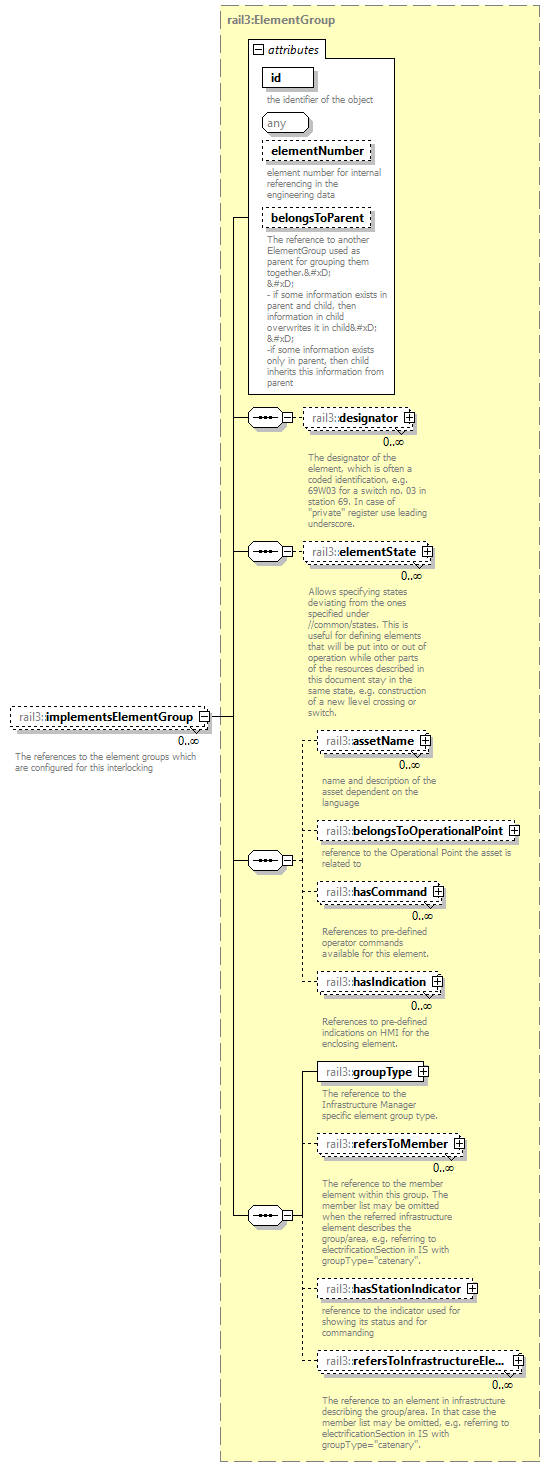 rail3:ElementGroup
attributes
id
the identifier of the object
any
elementNumber
element number for internal
referencing in the
engineering data
belongsToParent
The reference to another
ElementGroup used as
parent for grouping them
together.&#xD;
&#xD;
- if some information exists in
parent and child, then
information in child
overwrites it in child&#xD;
&#xD;
-if some information exists
only in parent, then child
inherits this information from
parent
rail3:designator
0..∞
The designator of the
element, which is often a
coded identification, e.g.
69W03 for a switch no. 03 in
station 69. In case of
"private" register use leading
underscore.
rail3:elementState
0..∞
Allows specifying states
deviating from the ones
specified under
//common/states. This is
useful for defining elements
that will be put into or out of
operation while other parts
of the resources described in
this document stay in the
same state, e.g. construction
of a new llevel crossing or
switch.
rail3:implementsElementGroup
0..∞
The references to the element groups which
are configured for this interlocking
rail3:assetName
0..∞
name and description of the
asset dependent on the
language
rail3:belongsToOperationalPoint
reference to the Operational Point the asset is
related to
rail3:hasCommand
0..∞
References to pre-defined
operator commands
available for this element.
rail3:hasIndication
0..∞
References to pre-defined
indications on HMI for the
enclosing element.
rail3:groupType
The reference to the
Infrastructure Manager
specific element group type.
rail3:refersToMember
0..∞
The reference to the member
element within this group. The
member list may be omitted
when the referred infrastructure
element describes the
group/area, e.g. referring to
electrificationSection in IS with
groupType="catenary".
rail3:hasStationIndicator
reference to the indicator used for
showing its status and for
commanding
rail3:refersToInfrastructureEle...
0..∞
The reference to an element in infrastructure
describing the group/area. In that case the
member list may be omitted, e.g. referring to
electrificationSection in IS with
groupType="catenary".